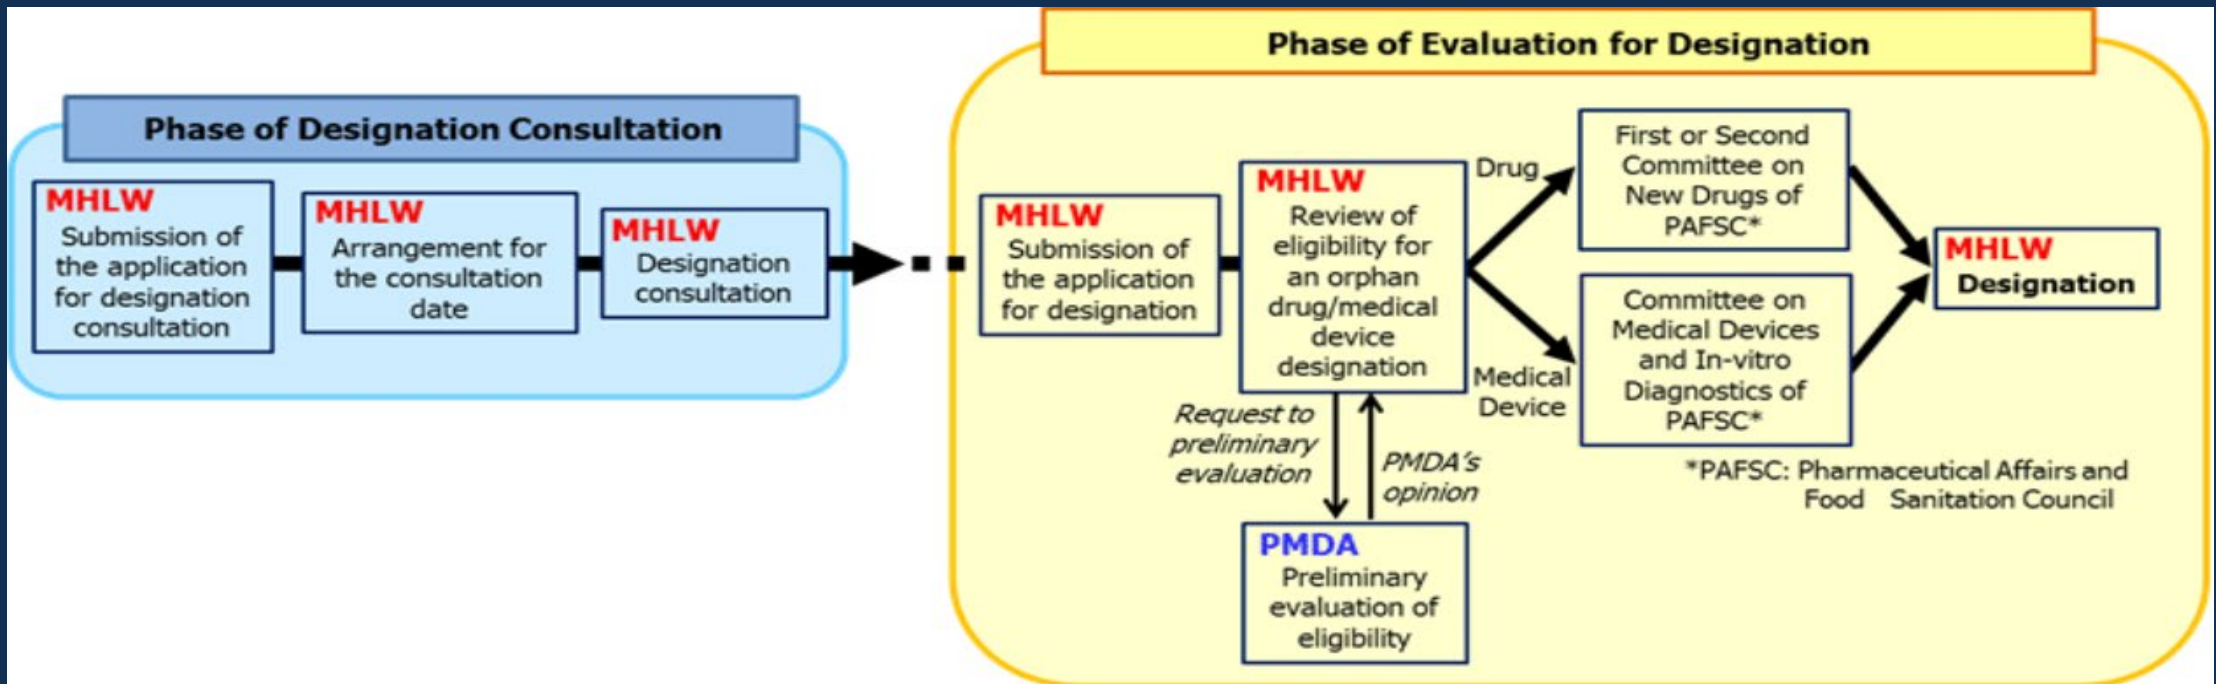 Phase of Designation Consultation
MHLW
Submission of
the application
for designation
consultation
MHLW
Arrangement for
the consultation
date
MHLW
Designation
consultation
Phase of Evaluation for Designation
MHLW
Submission of
the application
for designation
MHLW
Review of
eligibility for
an orphan
drug/medical
device
designation
Request to
preliminary
evaluation
PMDA's
opinion
PMDA
Preliminary
evaluation of
eligibility
Drug
First or Second
Committee on
New Drugs of
PAFSC*
Medical
Device
Committee on
Medical Devices
and In-vitro
Diagnostics of
PAFSC*
MHLW
Designation
*PAFSC: Pharmaceutical Affairs and
Food Sanitation Council